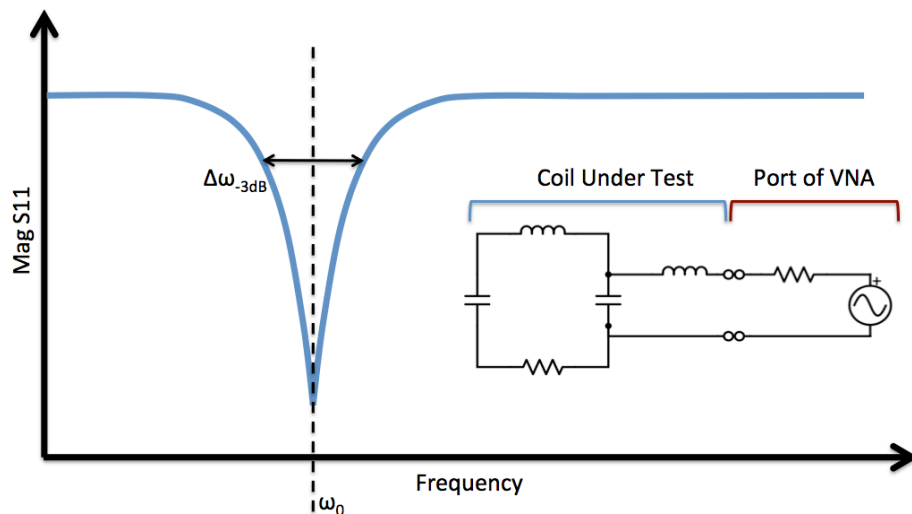 Mag S11
Δω-3dB
Coil Under Test
Port of VNA
+
Frequency
ω0